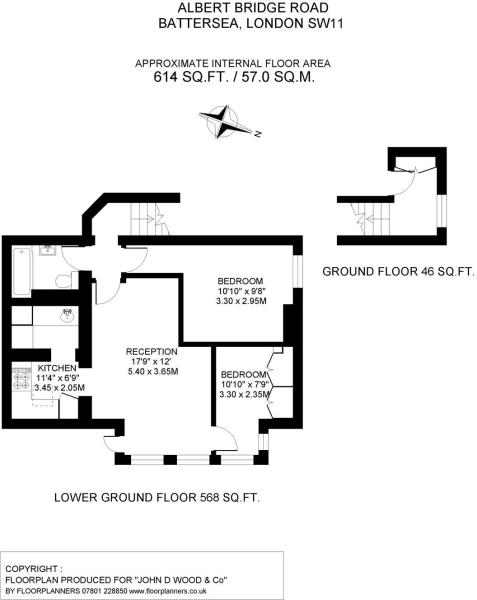 ALBERT BRIDGE ROAD
BATTERSEA, LONDON SW11
APPROXIMATE INTERNAL FLOOR AREA
614 SQ.FT. / 57.0 SQ.M.
N
GROUND FLOOR 46 SQ.FT.
BEDROOM
10'10" x 9'8"
3.30 x 2.95M
RECEPTION
17'9" x 12'
5.40 x 3.65M
KITCHEN
11'4" x 6'9"
3.45 x 2.05M
BEDROOM
10'10" x 7'9"
3.30 x 2.35M
LOWER GROUND FLOOR 568 SQ.FT.
COPYRIGHT :
FLOORPLAN PRODUCED FOR "JOHN D WOOD & Co"
BY FLOORPLANNERS 07801 228850 www.floorplanners.co.uk